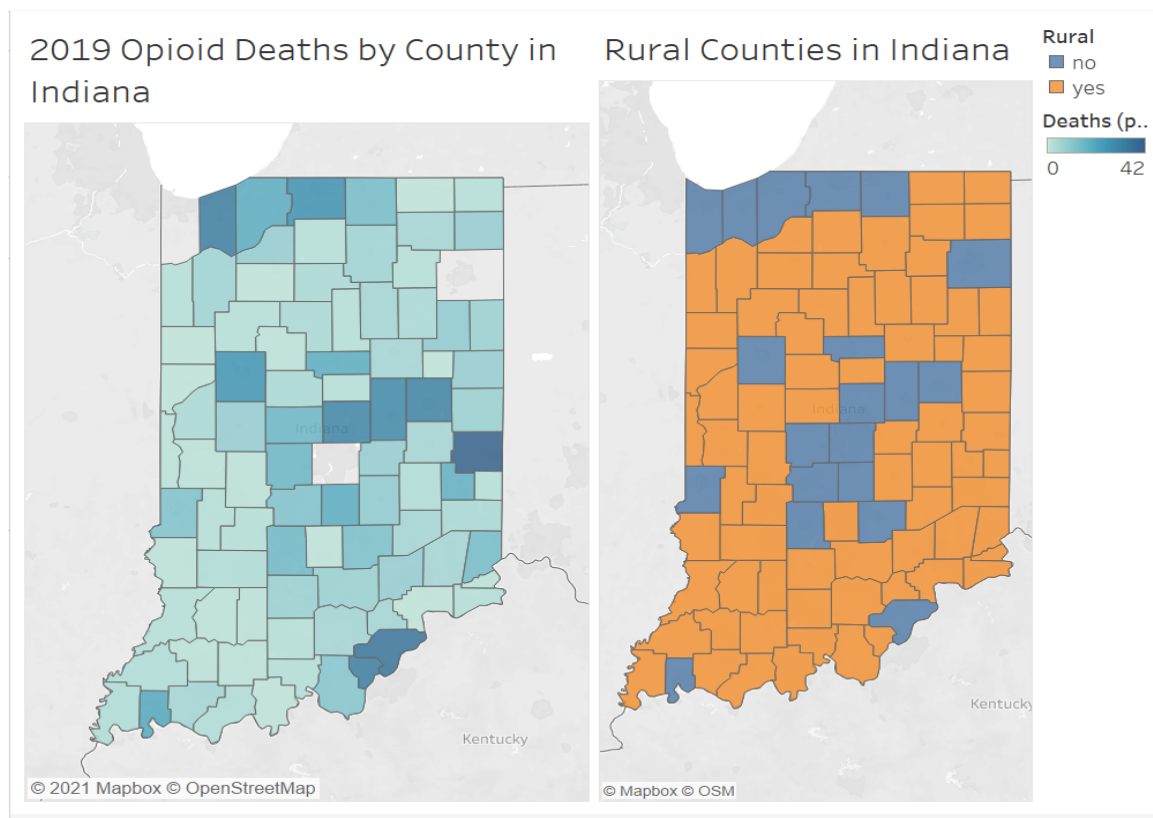 2019 Opioid Deaths by County in
Indiana
Indiana
Kentucky
© 2021 Mapbox © OpenStreetMap
Rural Counties in Indiana
Indiana
Kentucky
© Mapbox © OSM
Rural
no
yes
Deaths (p..
0 42